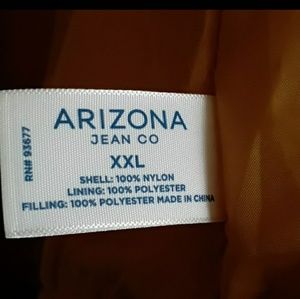 ARIZONA
JEAN CO
XXL
SHELL: 100% NYLON
LINING: 100% POLYESTER
FILLING: 100% POLYESTER MADE IN CHINA
RN# 93677